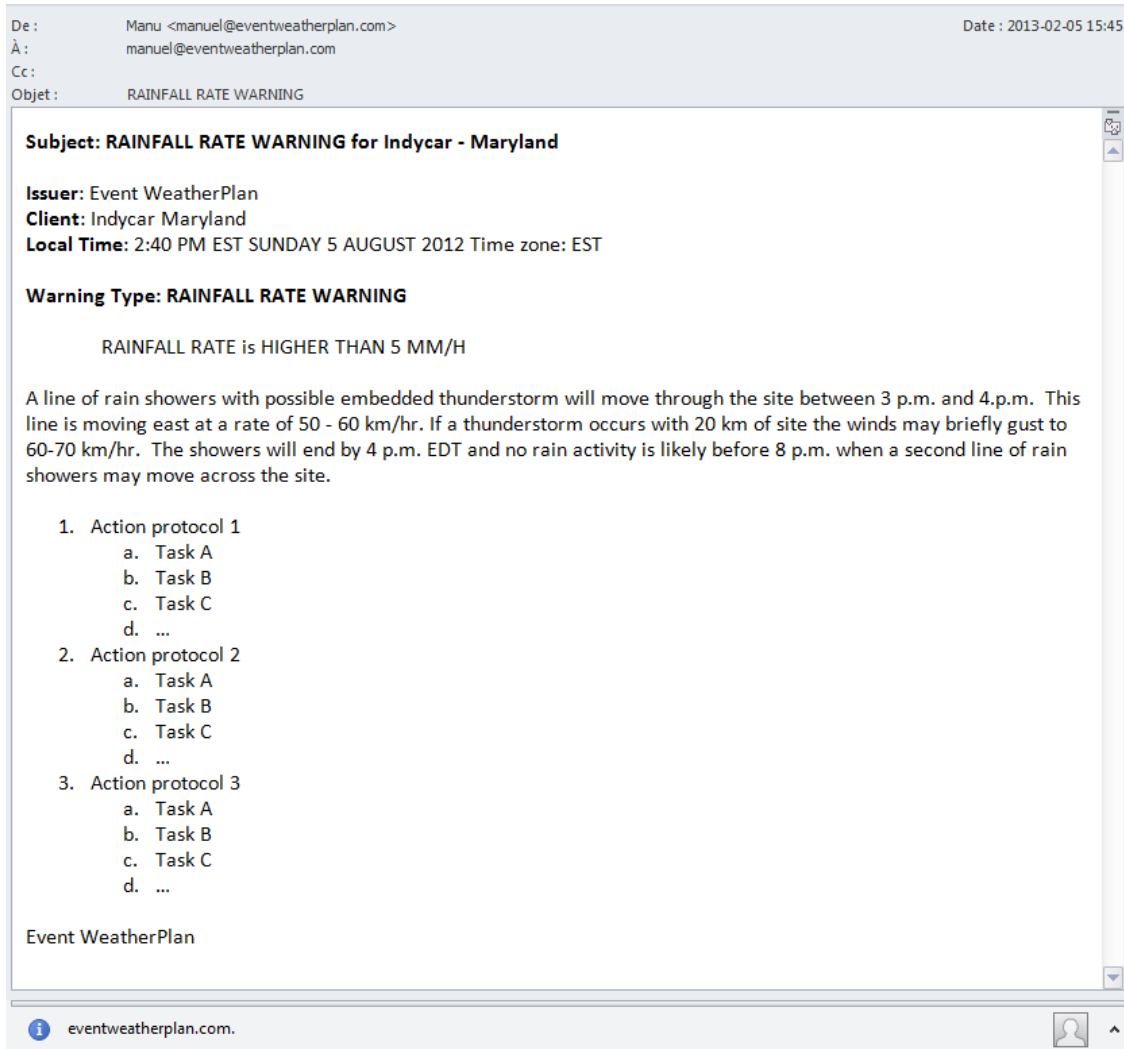 De : Manu <manuel@eventweatherplan.com> Date : 2013-02-05 15:45
À : manuel@eventweatherplan.com
Cc :
Objet : RAINFALL RATE WARNING
Subject: RAINFALL RATE WARNING for Indycar - Maryland
Issuer: Event WeatherPlan
Client: Indycar Maryland
Local Time: 2:40 PM EST SUNDAY 5 AUGUST 2012 Time zone: EST
Warning Type: RAINFALL RATE WARNING
RAINFALL RATE is HIGHER THAN 5 MM/H
A line of rain showers with possible embedded thunderstorm will move through the site between 3 p.m. and 4.p.m. This
line is moving east at a rate of 50 - 60 km/hr. If a thunderstorm occurs with 20 km of site the winds may briefly gust to
60-70 km/hr. The showers will end by 4 p.m. EDT and no rain activity is likely before 8 p.m. when a second line of rain
showers may move across the site.
1. Action protocol 1
a. Task A
b. Task B
c. Task C
d. ...
2. Action protocol 2
a. Task A
b. Task B
c. Task C
d. ...
3. Action protocol 3
a. Task A
b. Task B
c. Task C
d. ...
Event WeatherPlan
eventweatherplan.com.